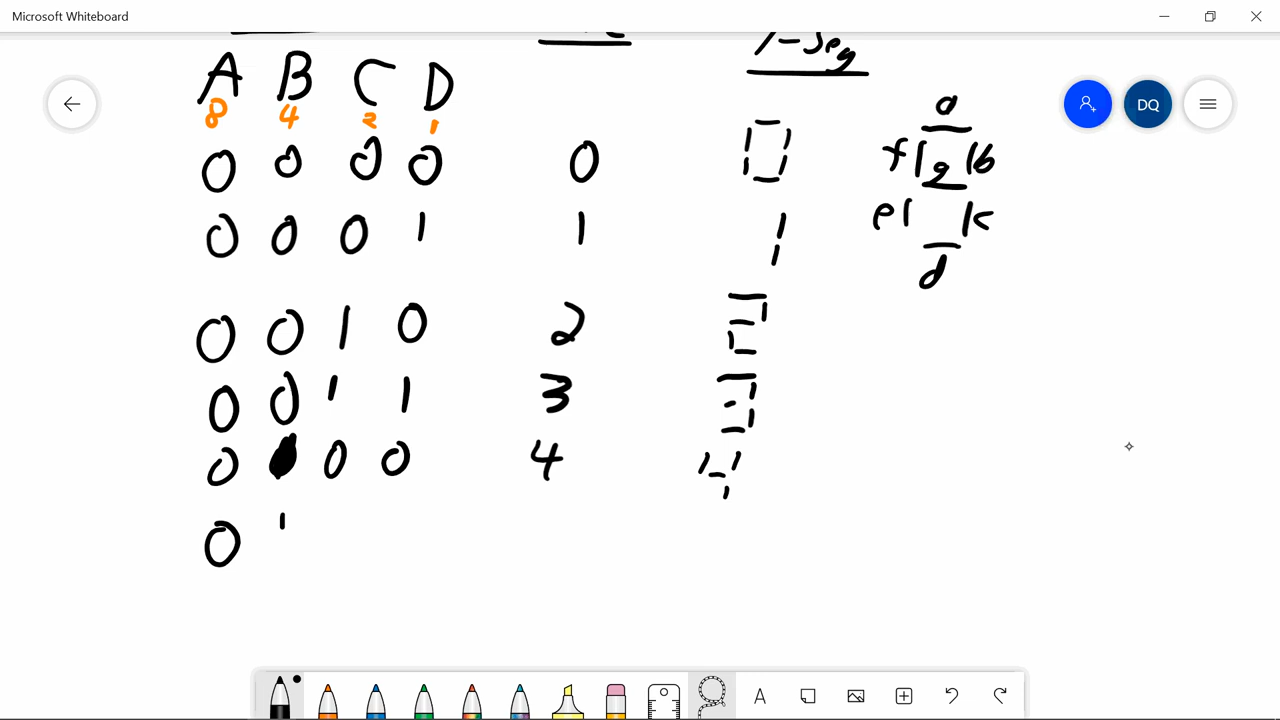 Microsoft Whiteboard
7-Seg
A B C D
8 4 2 1
DQ
a
f g b
e c
d
0 0 0 0 0
0 0 0 1 1
0 0 1 0 2
0 0 1 1 3
0 0 0 4
0 1
A